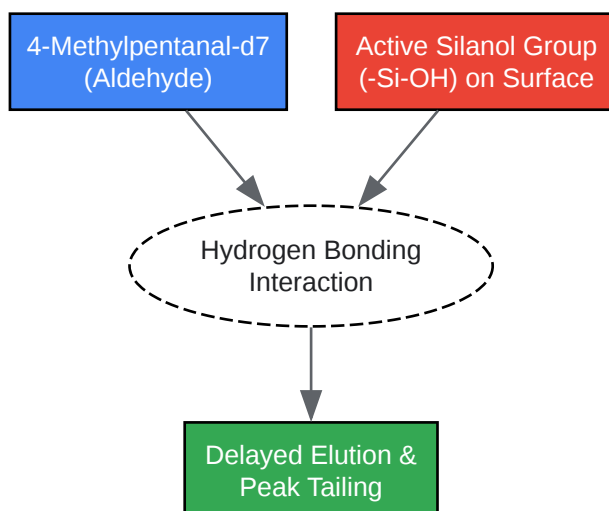 4-Methylpentanal-d7
(Aldehyde)
Active Silanol Group
(-Si-OH) on Surface
Hydrogen Bonding
Interaction
Delayed Elution &
Peak Tailing